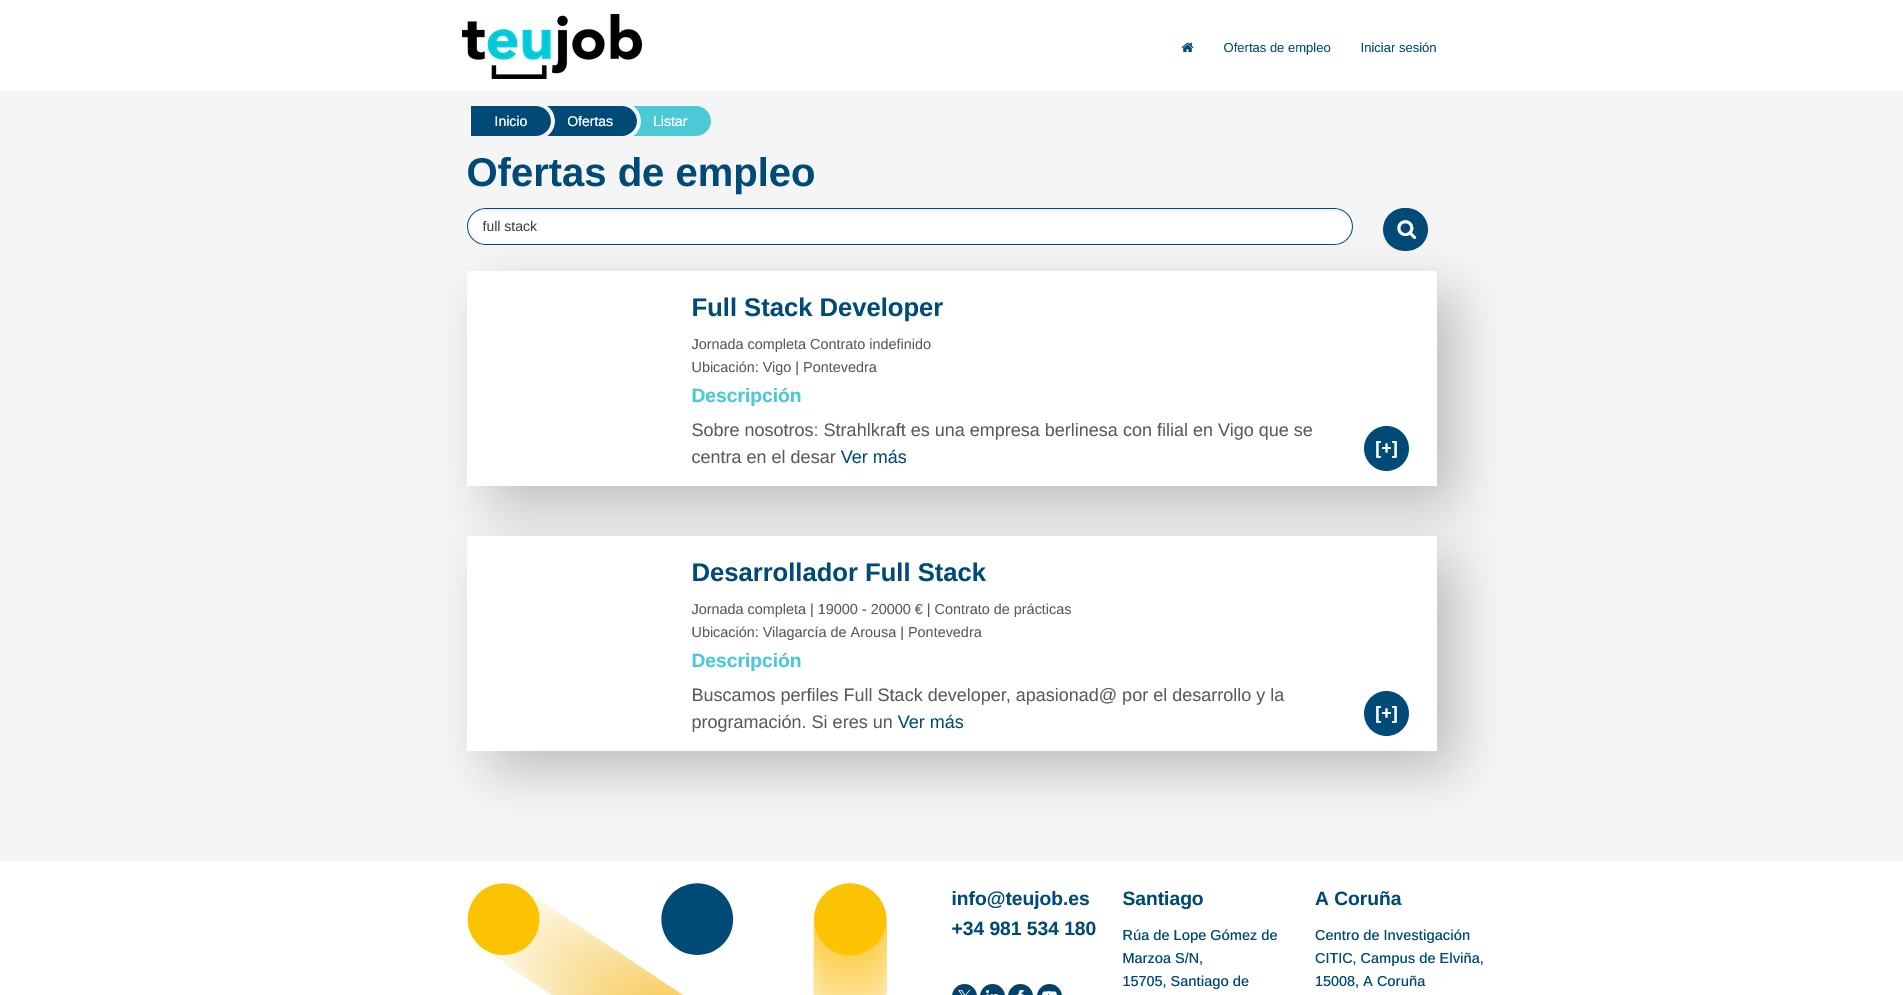 teujob
Ofertas de empleo
Iniciar sesión
Inicio
Ofertas
Listar
Ofertas de empleo
full stack
Full Stack Developer
Jornada completa Contrato indefinido
Ubicación: Vigo | Pontevedra
Descripción
Sobre nosotros: Strahlkraft es una empresa berlinesa con filial en Vigo que se
centra en el desar Ver más
[+]
Desarrollador Full Stack
Jornada completa | 19000 - 20000 € | Contrato de prácticas
Ubicación: Vilagarcía de Arousa | Pontevedra
Descripción
Buscamos perfiles Full Stack developer, apasionad@ por el desarrollo y la
programación. Si eres un Ver más
[+]
info@teujob.es
+34 981 534 180
Santiago
Rúa de Lope Gómez de
Marzoa S/N,
15705, Santiago de
A Coruña
Centro de Investigación
CITIC, Campus de Elviña,
15008, A Coruña